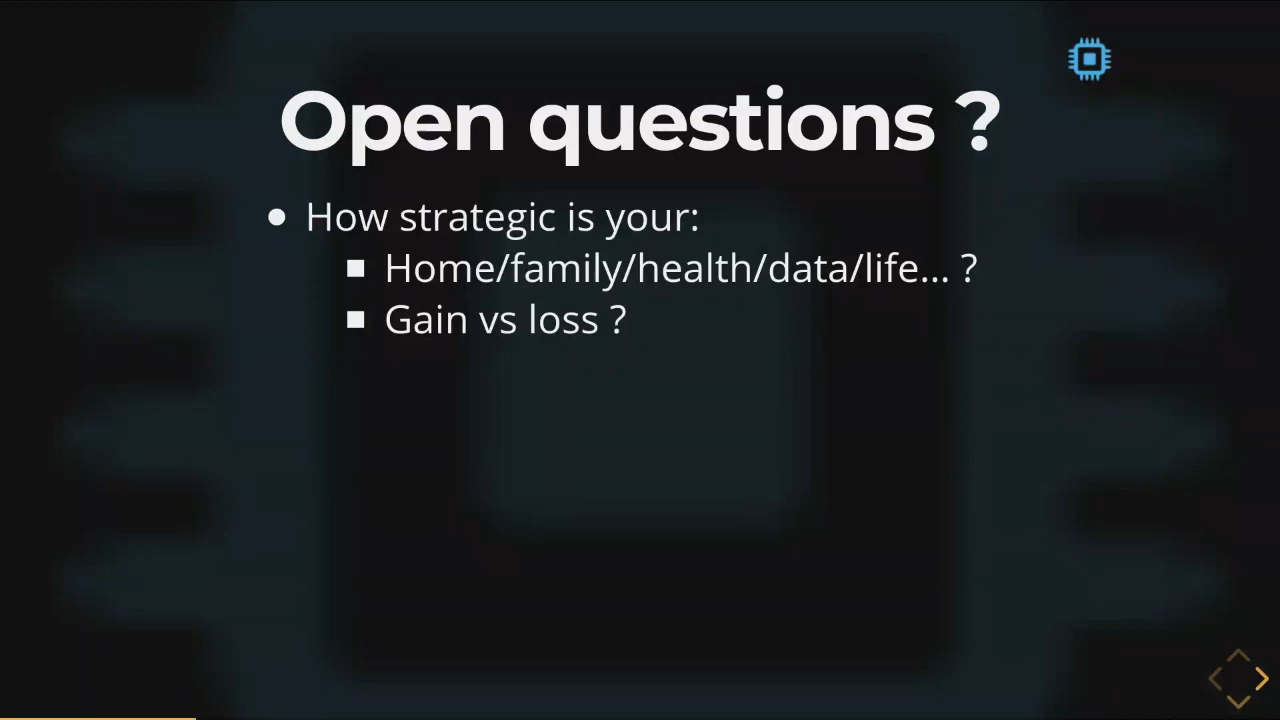 Open questions ?
How strategic is your:
Home/family/health/data/life... ?
Gain vs loss ?